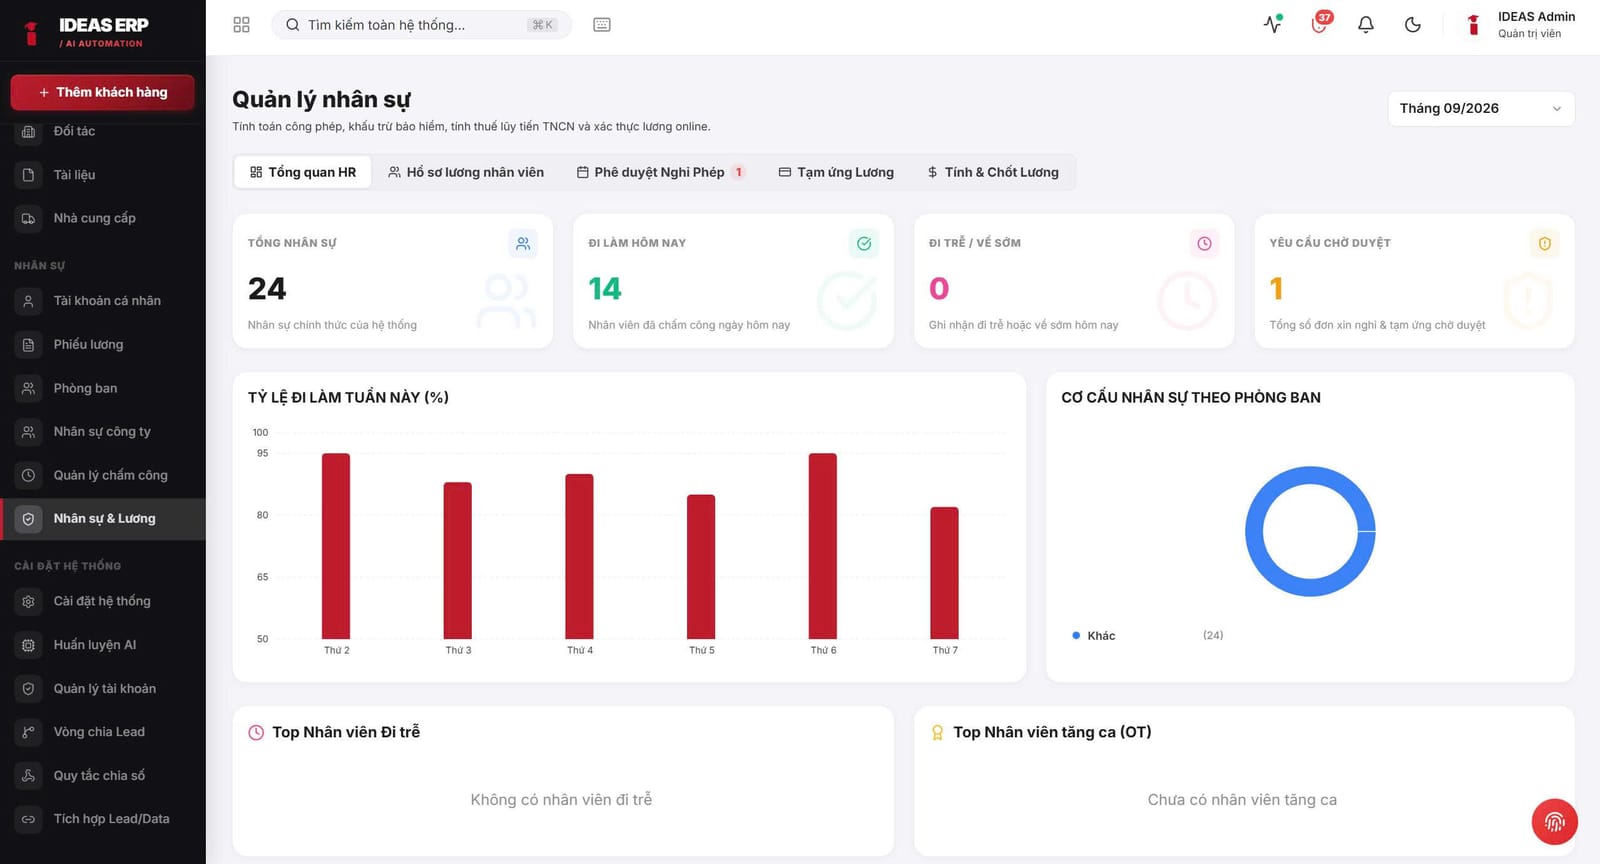 IDEAS ERP
/ AI AUTOMATION
Tìm kiếm toàn hệ thống...
⌘K
37
IDEAS Admin
Quản trị viên
+ Thêm khách hàng
Đối tác
Tài liệu
Nhà cung cấp
NHÂN SỰ
Tài khoản cá nhân
Phiếu lương
Phòng ban
Nhân sự công ty
Quản lý chấm công
Nhân sự & Lương
CÀI ĐẶT HỆ THỐNG
Cài đặt hệ thống
Huấn luyện AI
Quản lý tài khoản
Vòng chia Lead
Quy tắc chia số
Tích hợp Lead/Data
Quản lý nhân sự
Tính toán công phép, khấu trừ bảo hiểm, tính thuế lũy tiến TNCN và xác thực lương online.
Tháng 09/2026
Tổng quan HR
Hồ sơ lương nhân viên
Phê duyệt Nghỉ Phép 1
Tạm ứng Lương
Tính & Chốt Lương
TỔNG NHÂN SỰ
24
Nhân sự chính thức của hệ thống
ĐI LÀM HÔM NAY
14
Nhân viên đã chấm công ngày hôm nay
ĐI TRỄ / VỀ SỚM
0
Ghi nhận đi trễ hoặc về sớm hôm nay
YÊU CẦU CHỜ DUYỆT
1
Tổng số đơn xin nghỉ & tạm ứng chờ duyệt
TỶ LỆ ĐI LÀM TUẦN NÀY (%)
100
95
80
65
50
Thứ 2
Thứ 3
Thứ 4
Thứ 5
Thứ 6
Thứ 7
CƠ CẤU NHÂN SỰ THEO PHÒNG BAN
Khác (24)
Top Nhân viên Đi trễ
Không có nhân viên đi trễ
Top Nhân viên tăng ca (OT)
Chưa có nhân viên tăng ca